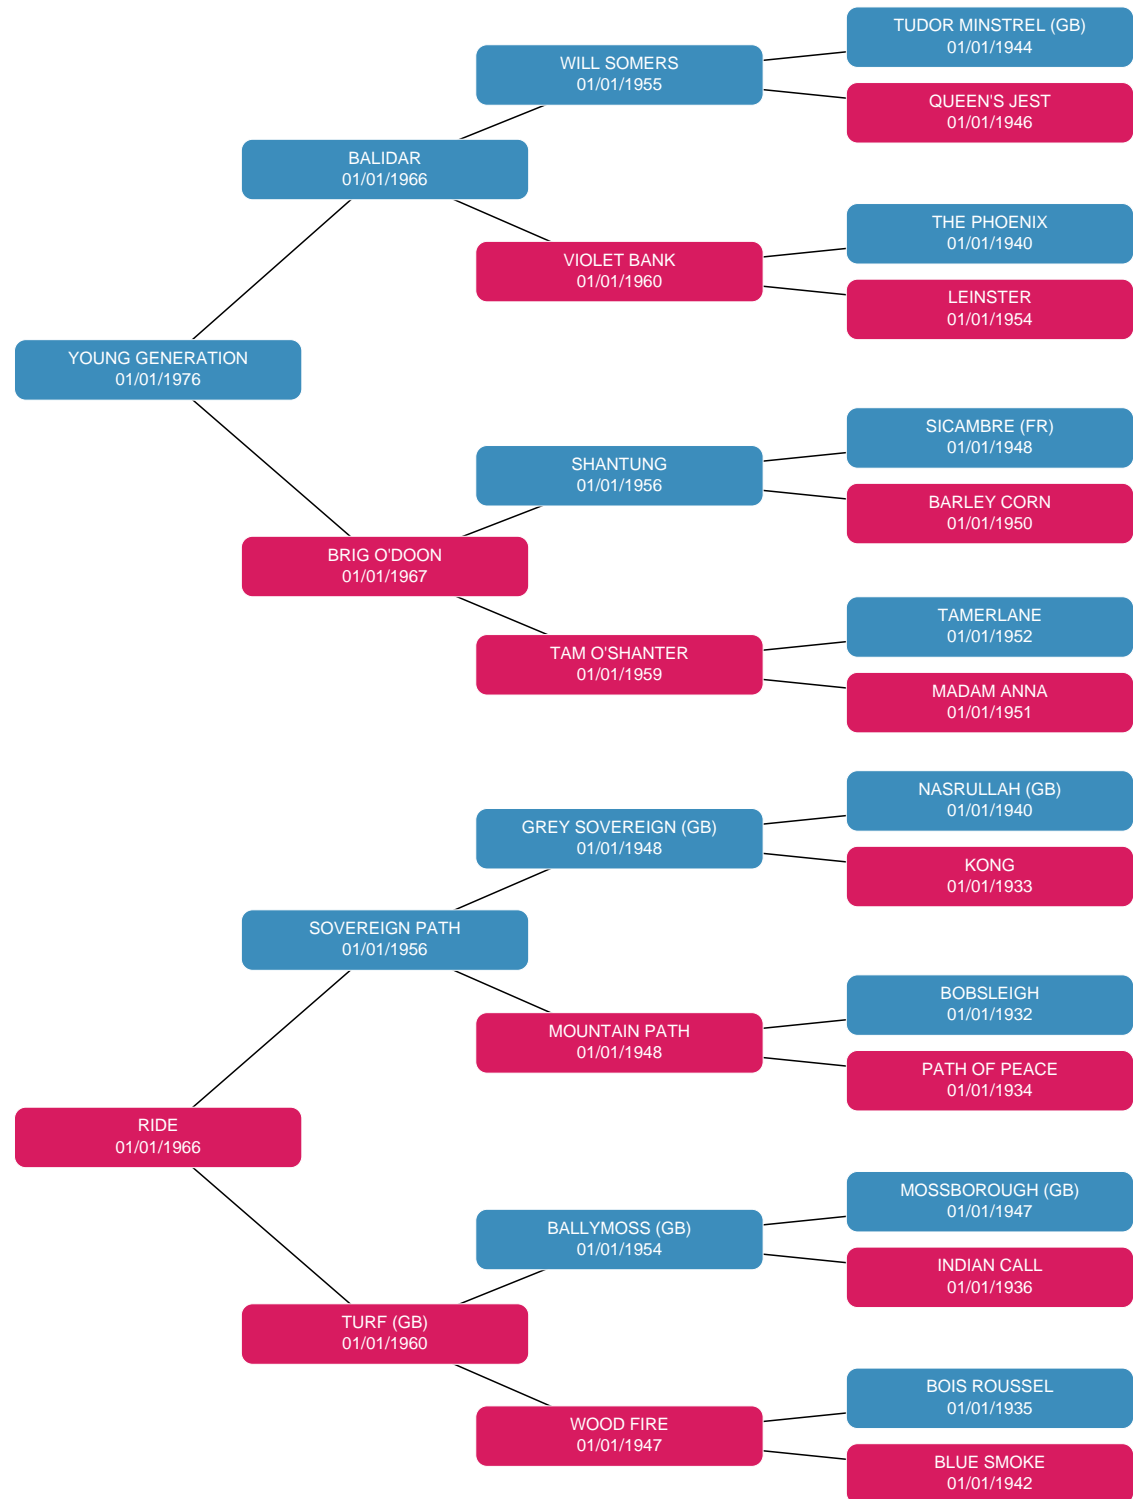 TUDOR MINSTREL (GB)
01/01/1944
WILL SOMERS
01/01/1955
QUEEN'S JEST
01/01/1946
BALIDAR
01/01/1966
THE PHOENIX
01/01/1940
VIOLET BANK
01/01/1960
LEINSTER
01/01/1954
YOUNG GENERATION
01/01/1976
SICAMBRE (FR)
01/01/1948
SHANTUNG
01/01/1956
BARLEY CORN
01/01/1950
BRIG O'DOON
01/01/1967
TAMERLANE
01/01/1952
TAM O'SHANTER
01/01/1959
MADAM ANNA
01/01/1951
NASRULLAH (GB)
01/01/1940
GREY SOVEREIGN (GB)
01/01/1948
KONG
01/01/1933
SOVEREIGN PATH
01/01/1956
BOBSLEIGH
01/01/1932
MOUNTAIN PATH
01/01/1948
PATH OF PEACE
01/01/1934
RIDE
01/01/1966
MOSSBOROUGH (GB)
01/01/1947
BALLYMOSS (GB)
01/01/1954
INDIAN CALL
01/01/1936
TURF (GB)
01/01/1960
BOIS ROUSSEL
01/01/1935
WOOD FIRE
01/01/1947
BLUE SMOKE
01/01/1942